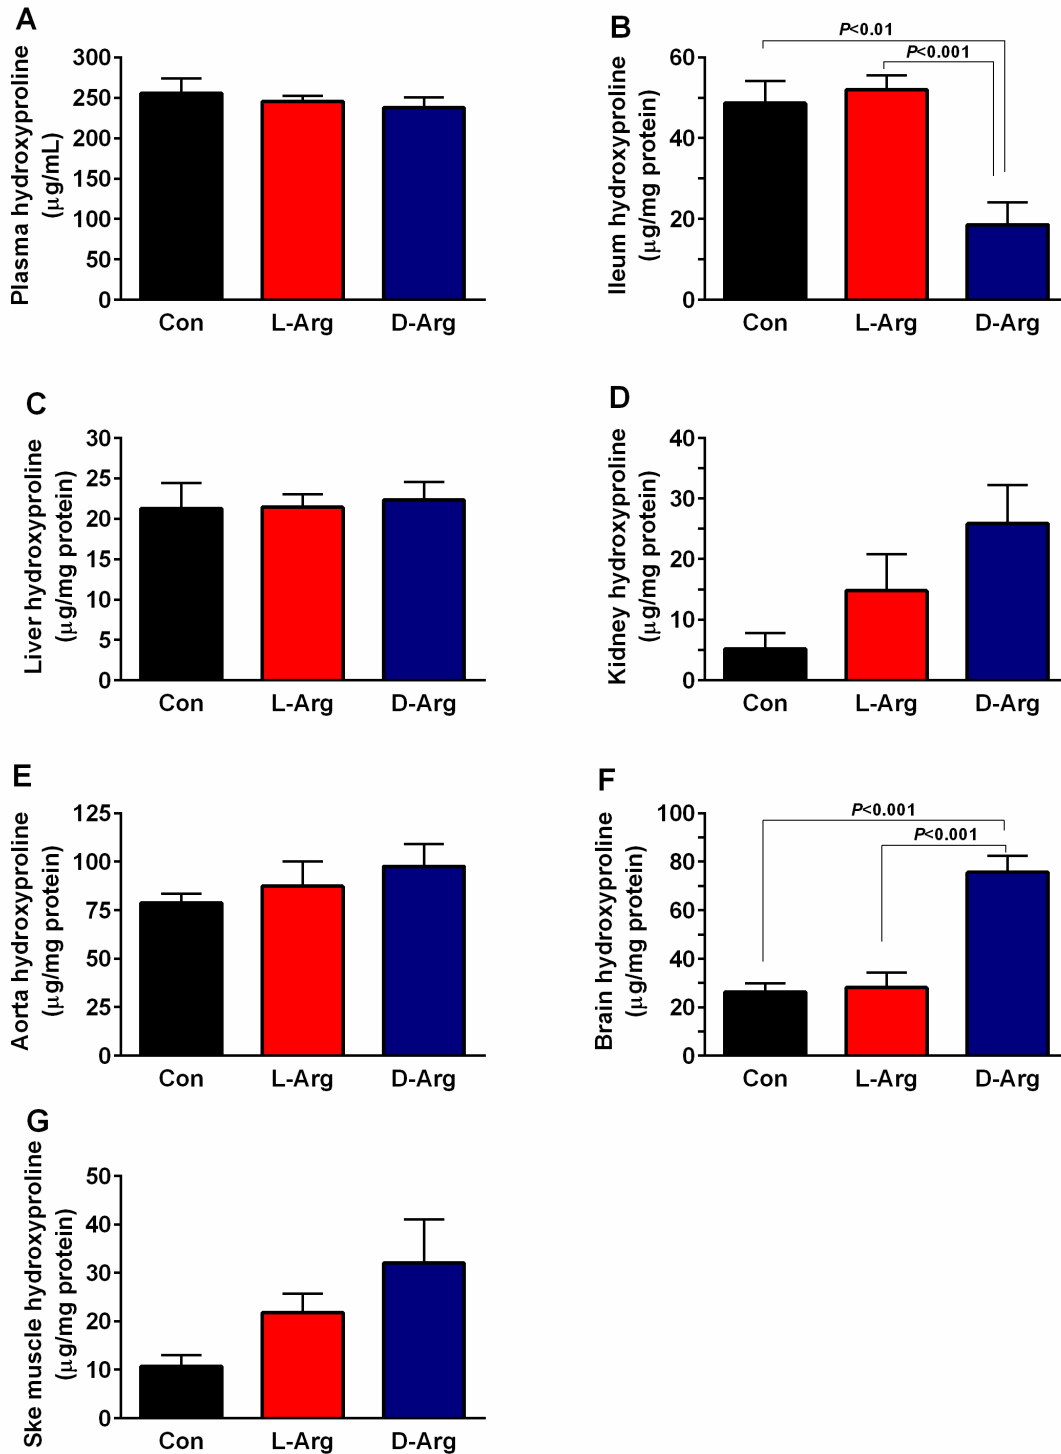 A
Plasma hydroxyproline
(μg/mL)
300
250
200
150
100
50
0
Con L-Arg D-Arg
B
Ileum hydroxyproline
(μg/mg protein)
P<0.01
P<0.001
60
40
20
0
Con L-Arg D-Arg
C
Liver hydroxyproline
(μg/mg protein)
30
25
20
15
10
5
0
Con L-Arg D-Arg
D
Kidney hydroxyproline
(μg/mg protein)
40
30
20
10
0
Con L-Arg D-Arg
E
Aorta hydroxyproline
(μg/mg protein)
125
100
75
50
25
0
Con L-Arg D-Arg
F
Brain hydroxyproline
(μg/mg protein)
P<0.001
P<0.001
100
80
60
40
20
0
Con L-Arg D-Arg
G
Ske muscle hydroxyproline
(μg/mg protein)
50
40
30
20
10
0
Con L-Arg D-Arg